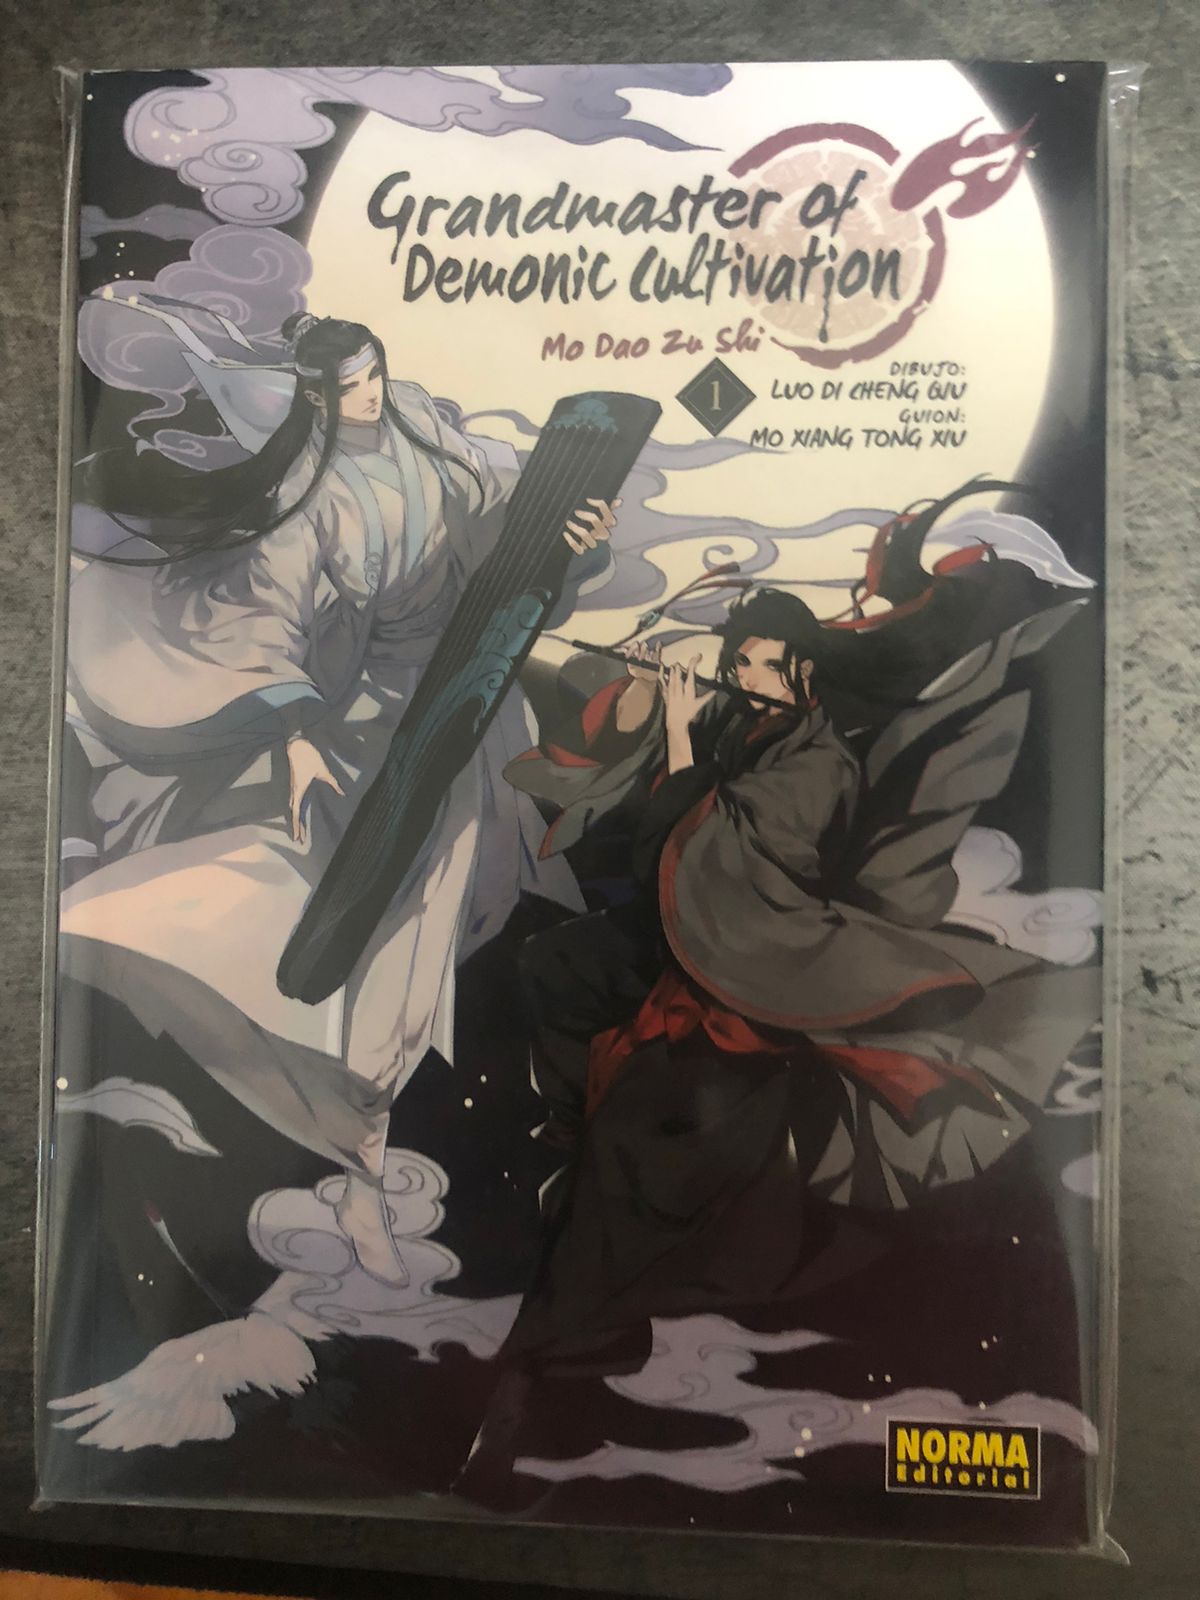 Grandmaster of
Demonic Cultivation
Mo Dao Zu Shi
1
DIBUJO:
LUO DI CHENG QIU
GUION:
MO XIANG TONG XIU
NORMA
Editorial